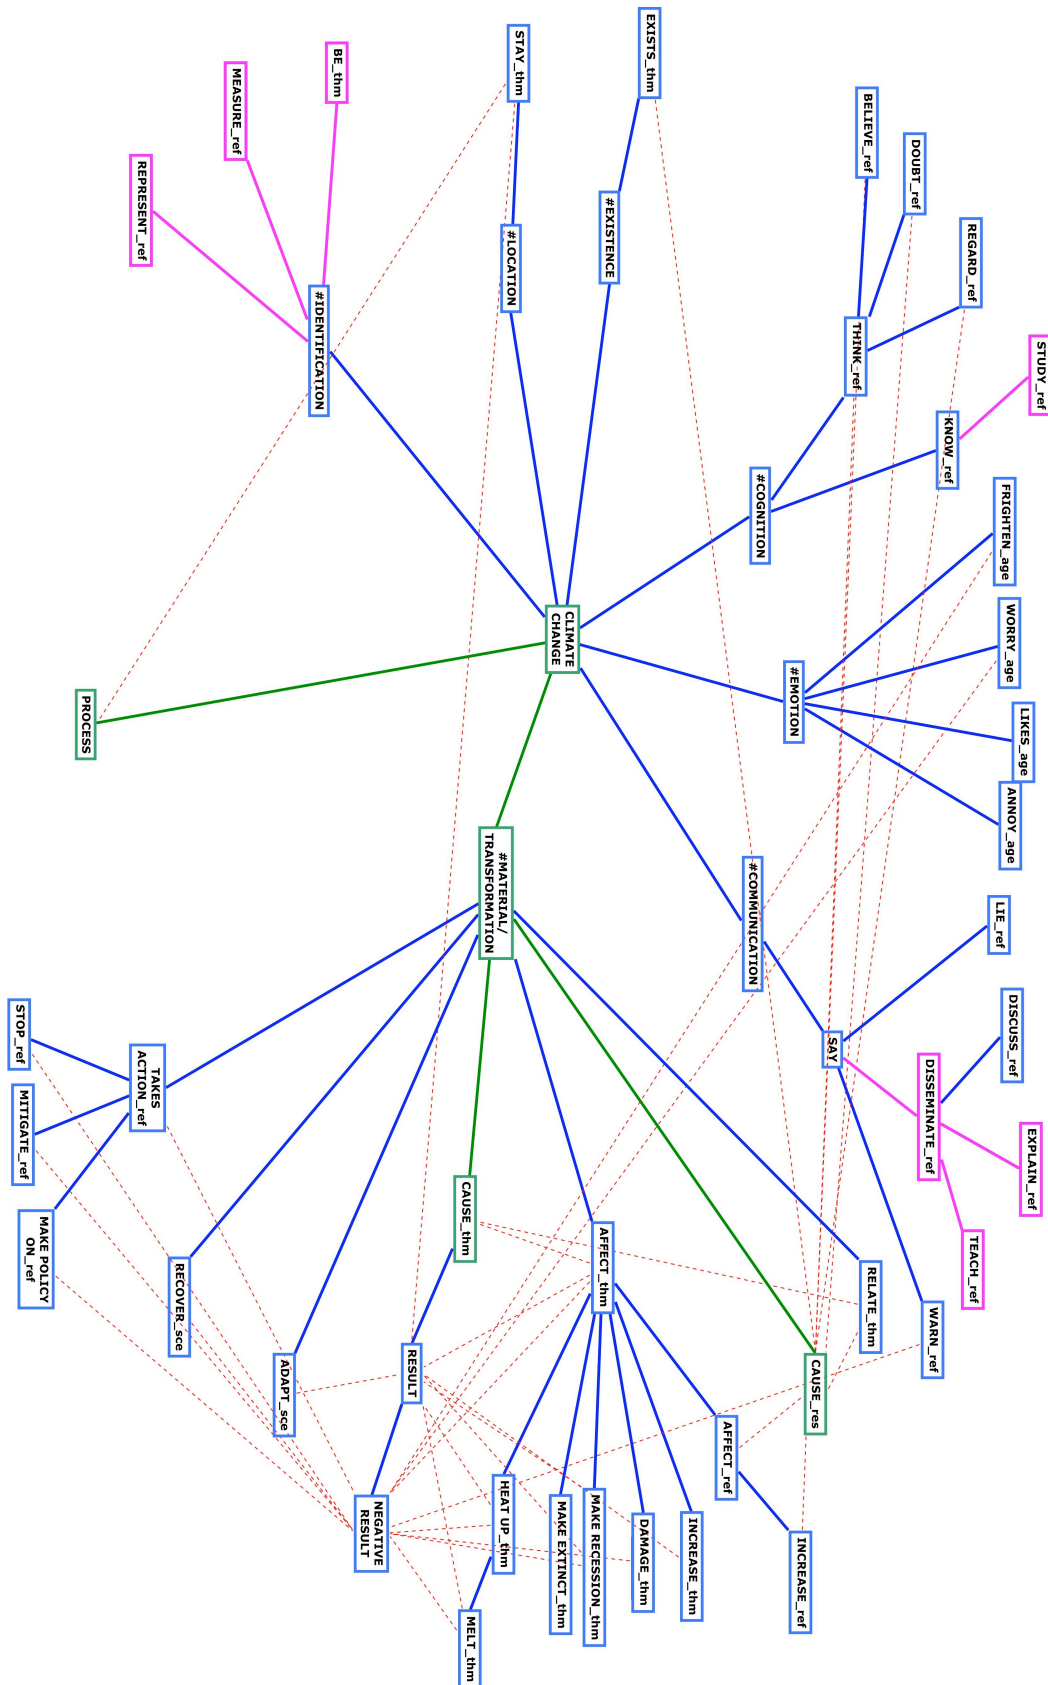 EXISTS_thm
STAY_thm
BE_thm
MEASURE_ref
BELIEVE_ref
DOUBT_ref
REPRESENT_ref
#EXISTENCE
REGARD_ref
#LOCATION
#IDENTIFICATION
THINK_ref
STUDY_ref
KNOW_ref
#COGNITION
FRIGHTEN_age
WORRY_age
CLIMATE
CHANGE
#EMOTION
PROCESS
LIKES_age
ANNOY_age
#MATERIAL/
TRANSFORMATION
#COMMUNICATION
LIE_ref
DISCUSS_ref
STOP_ref
SAY
TAKES
ACTION_ref
DISSEMINATE_ref
MITIGATE_ref
EXPLAIN_ref
CAUSE_thm
MAKE POLICY
ON_ref
AFFECT_thm
TEACH_ref
RECOVER_sce
RELATE_thm
WARN_ref
RESULT
ADAPT_sce
CAUSE_res
AFFECT_ref
HEAT UP_thm
NEGATIVE
RESULT
MAKE EXTINCT_thm
MAKE RECESSION_thm
DAMAGE_thm
INCREASE_thm
INCREASE_ref
MELT_thm